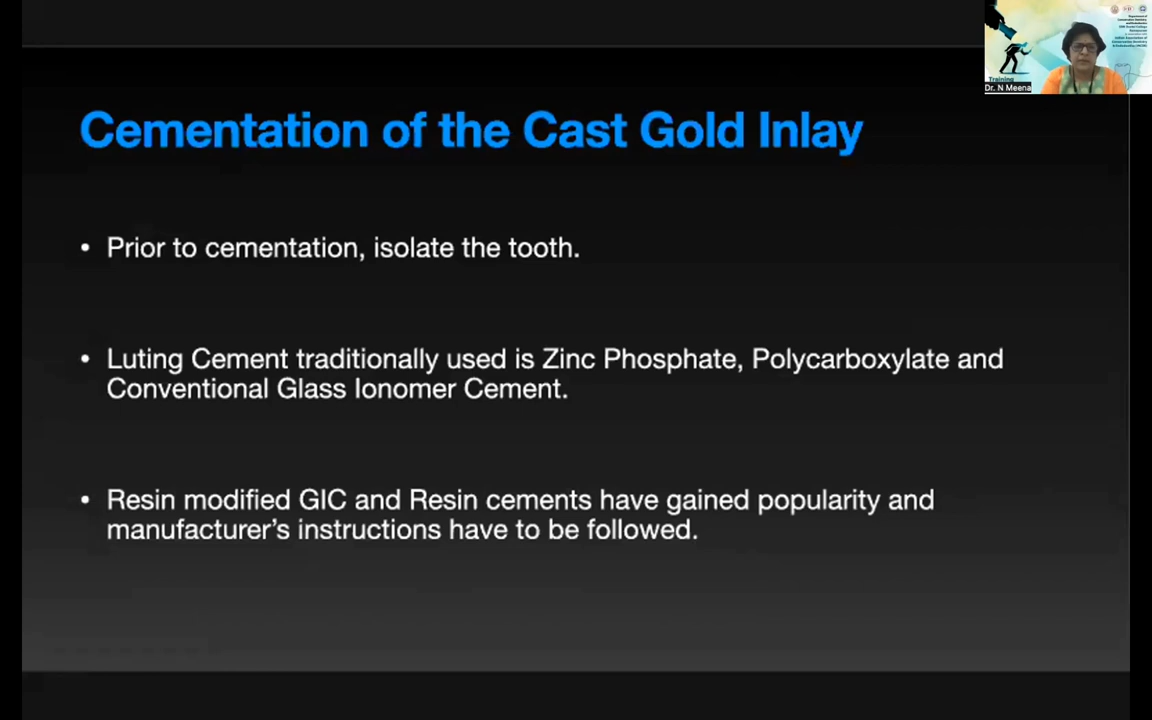 Cementation of the Cast Gold Inlay
• Prior to cementation, isolate the tooth.
• Luting Cement traditionally used is Zinc Phosphate, Polycarboxylate and
Conventional Glass Ionomer Cement.
• Resin modified GIC and Resin cements have gained popularity and
manufacturer's instructions have to be followed.
Training
Dr. N Meena